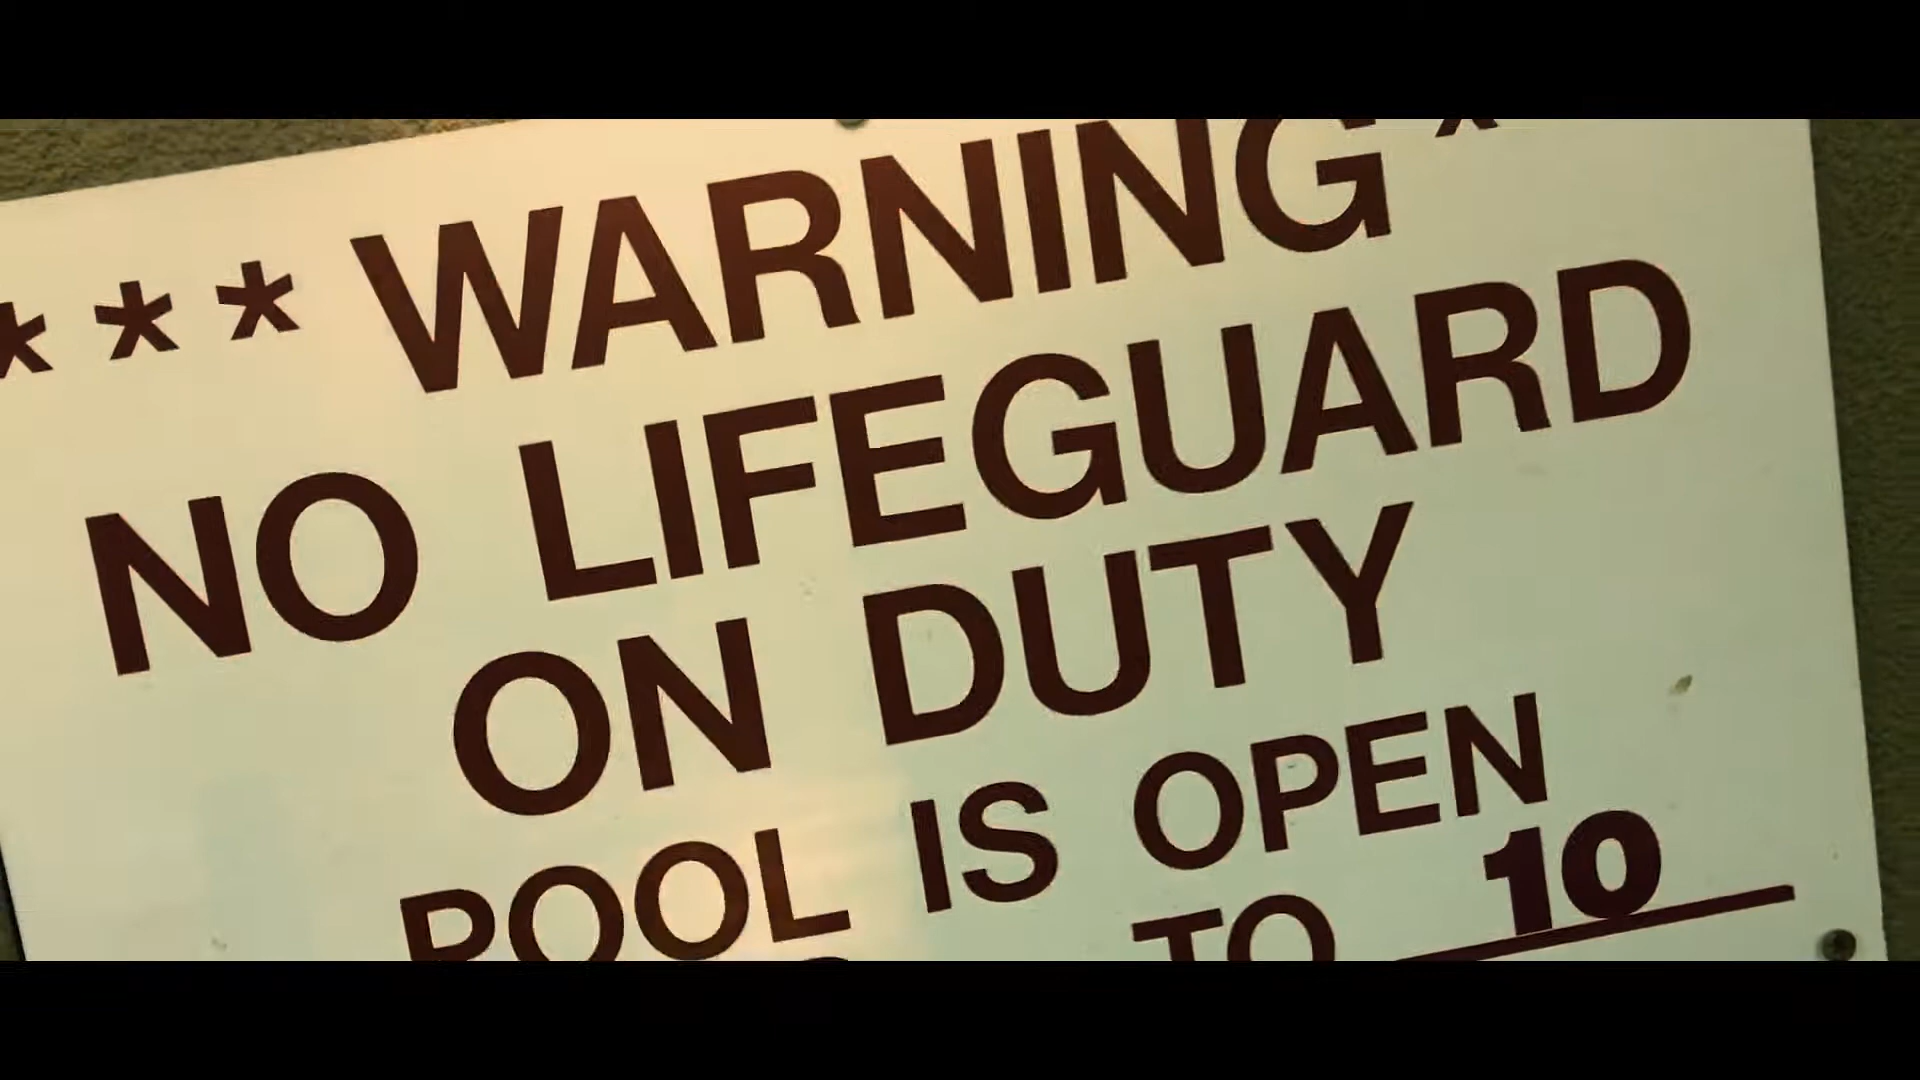 ***WARNING*
NO LIFEGUARD
ON DUTY
POOL IS OPEN
TO 10